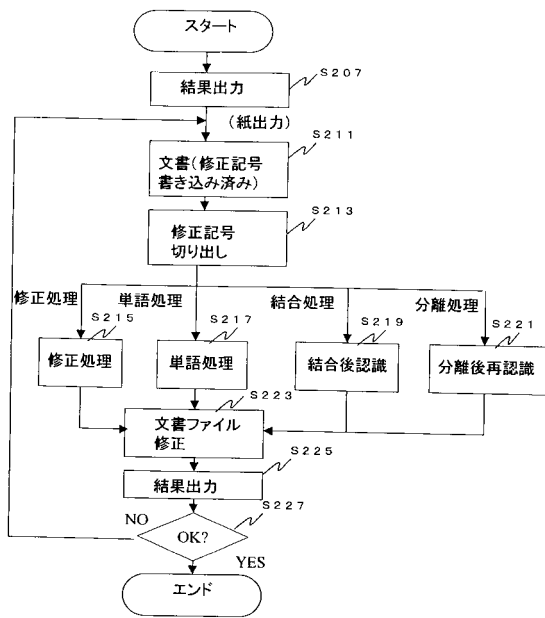 スタート
S207
結果出力
(紙出力)
S211
文書(修正記号
書き込み済み)
S213
修正記号
切り出し
修正処理
単語処理
結合処理
分離処理
S215
S217
S219
S221
修正処理
単語処理
結合後認識
分離後再認識
S223
文書ファイル
修正
S225
結果出力
S227
NO
OK?
YES
エンド